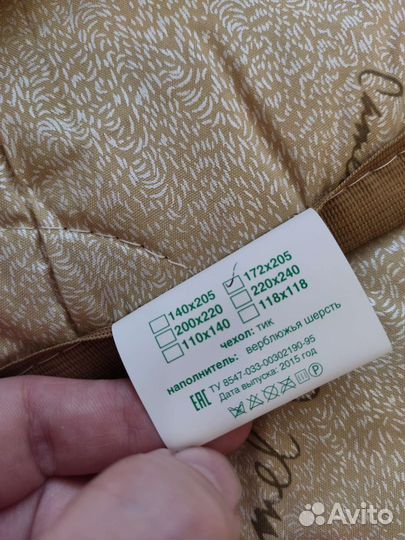 Came
140x205 172x205
200x220 220x240
110x140 118x118
чехол: тик
наполнитель: верблюжья шерсть
ТУ 8547-033-00302190-95
Дата выпуска: 2015 год
EAC
P
Avito